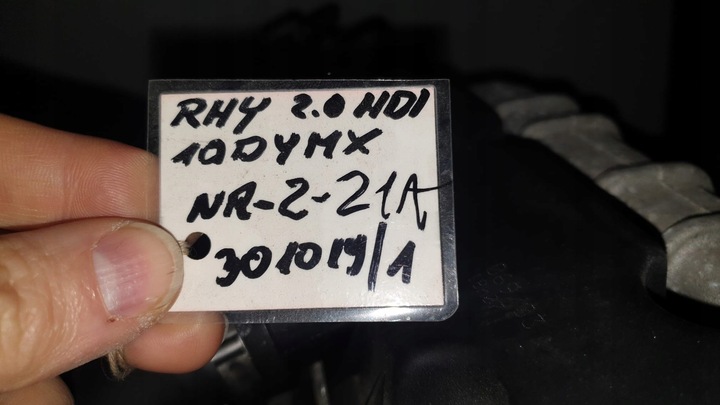 RHY 2.0 HDI
10DYMX
NR-2-21A
301019/1